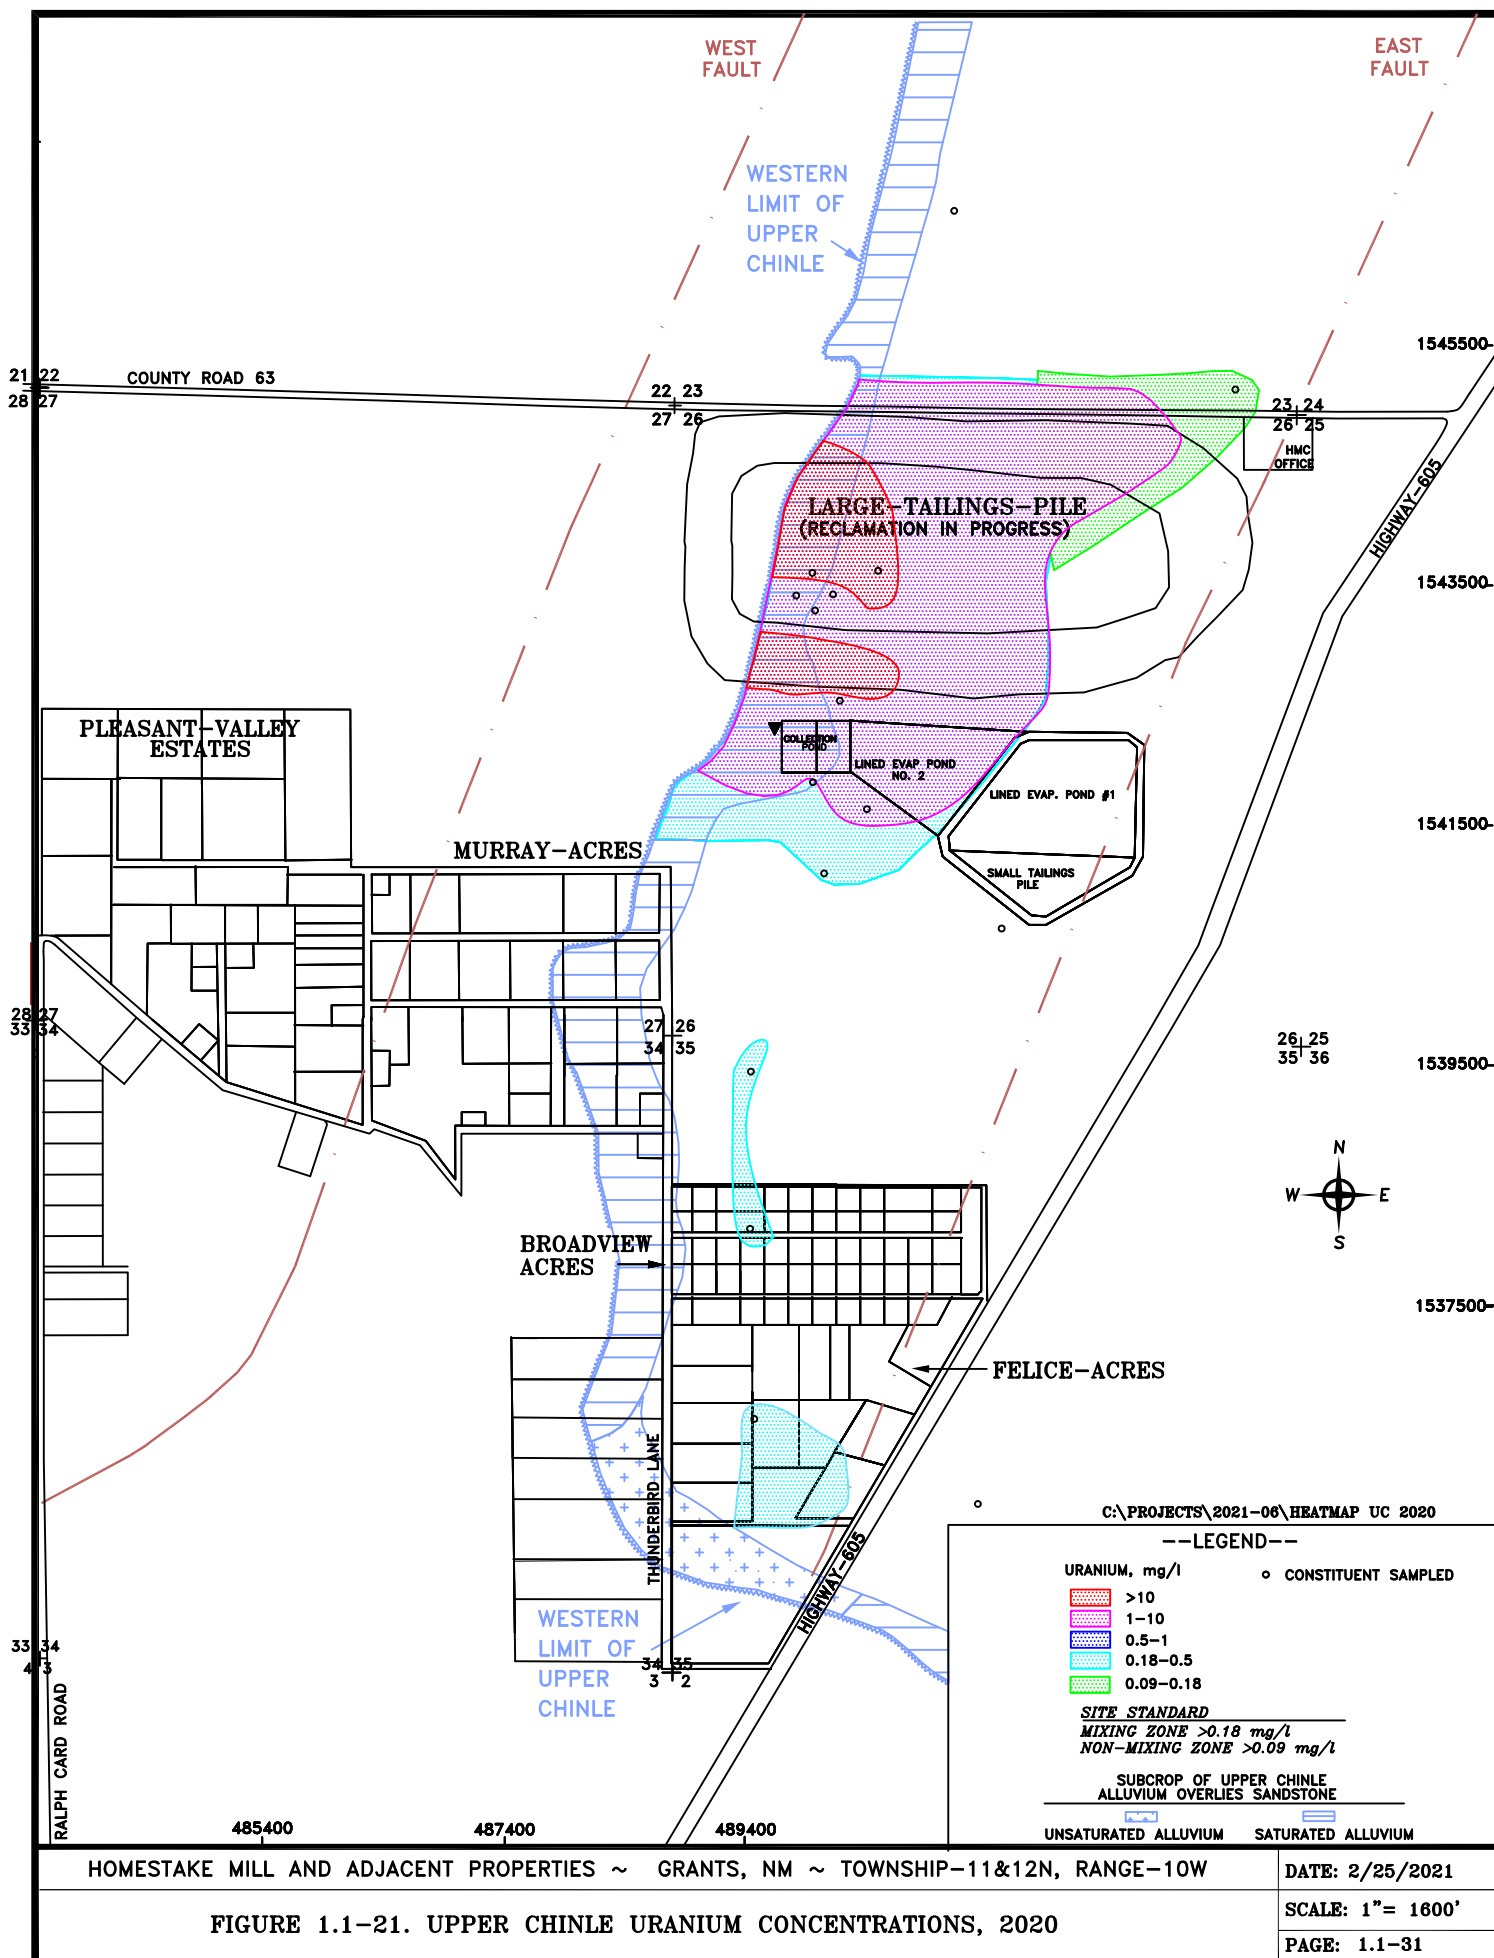 WEST
FAULT
EAST
FAULT
WESTERN
LIMIT OF
UPPER
CHINLE
1545500
21 22
28 27
COUNTY ROAD 63
22 23
27 26
23 24
26 25
HMC
OFFICE
HIGHWAY-605
LARGE-TAILINGS-PILE
(RECLAMATION IN PROGRESS)
1543500
PLEASANT-VALLEY
ESTATES
COLLECTION
POND
LINED EVAP POND
NO. 2
LINED EVAP. POND #1
1541500
MURRAY-ACRES
SMALL TAILINGS
PILE
28 27
33 34
27 26
34 35
26 25
35 36
1539500
N
W E
S
BROADVIEW
ACRES
1537500
FELICE-ACRES
THUNDERBIRD LANE
HIGHWAY-605
WESTERN
LIMIT OF
UPPER
CHINLE
33 34
4 3
34 35
3 2
RALPH CARD ROAD
485400
487400
489400
C:\PROJECTS\2021-06\HEATMAP UC 2020
--LEGEND--
URANIUM, mg/l
CONSTITUENT SAMPLED
>10
1-10
0.5-1
0.18-0.5
0.09-0.18
SITE STANDARD
MIXING ZONE >0.18 mg/l
NON-MIXING ZONE >0.09 mg/l
SUBCROP OF UPPER CHINLE
ALLUVIUM OVERLIES SANDSTONE
UNSATURATED ALLUVIUM SATURATED ALLUVIUM
HOMESTAKE MILL AND ADJACENT PROPERTIES ~ GRANTS, NM ~ TOWNSHIP-11&12N, RANGE-10W
DATE: 2/25/2021
FIGURE 1.1-21. UPPER CHINLE URANIUM CONCENTRATIONS, 2020
SCALE: 1"= 1600'
PAGE: 1.1-31